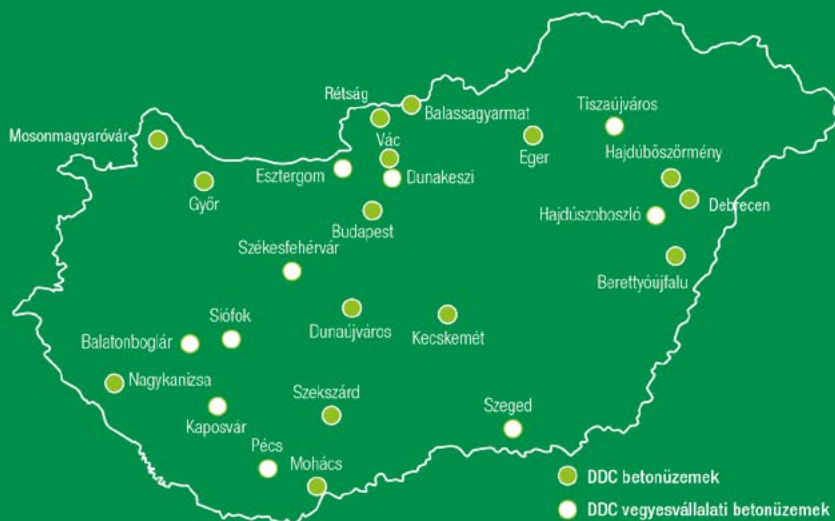 Rétság
Balassagyarmat
Tiszaújváros
Mosonmagyaróvár
Vác
Eger
Hajdúböszörmény
Esztergom
Dunakeszi
Győr
Debrecen
Budapest
Hajdúszoboszló
Székesfehérvár
Berettyóújfalu
Siófok
Dunaújváros
Kecskemét
Balatonboglár
Nagykanizsa
Szekszárd
Kaposvár
Szeged
Pécs
Mohács
DDC betonüzemek
DDC vegyesvállalati betonüzemek